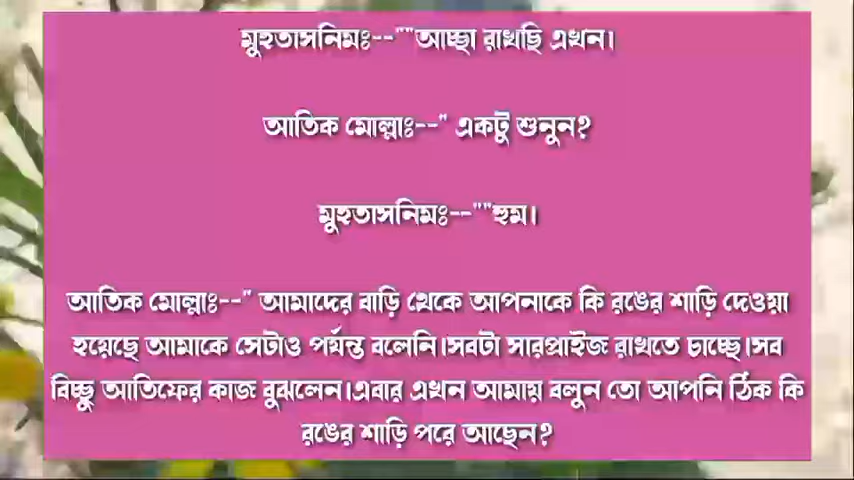 মুহতাসনিমঃ--""আচ্ছা রাখছি এখন।
আতিক মোল্লাঃ--" একটু শুনুন?
মুহতাসনিমঃ--""হুম।
আতিক মোল্লাঃ--" আমাদের বাড়ি থেকে আপনাকে কি রঙের শাড়ি দেওয়া
হয়েছে আমাকে সেটাও পর্যন্ত বলেনি।সবটা সারপ্রাইজ রাখতে চাচ্ছে।সব
বিচ্ছু আতিফের কাজ বুঝলেন।এবার এখন আমায় বলুন তো আপনি ঠিক কি
রঙের শাড়ি পরে আছেন?